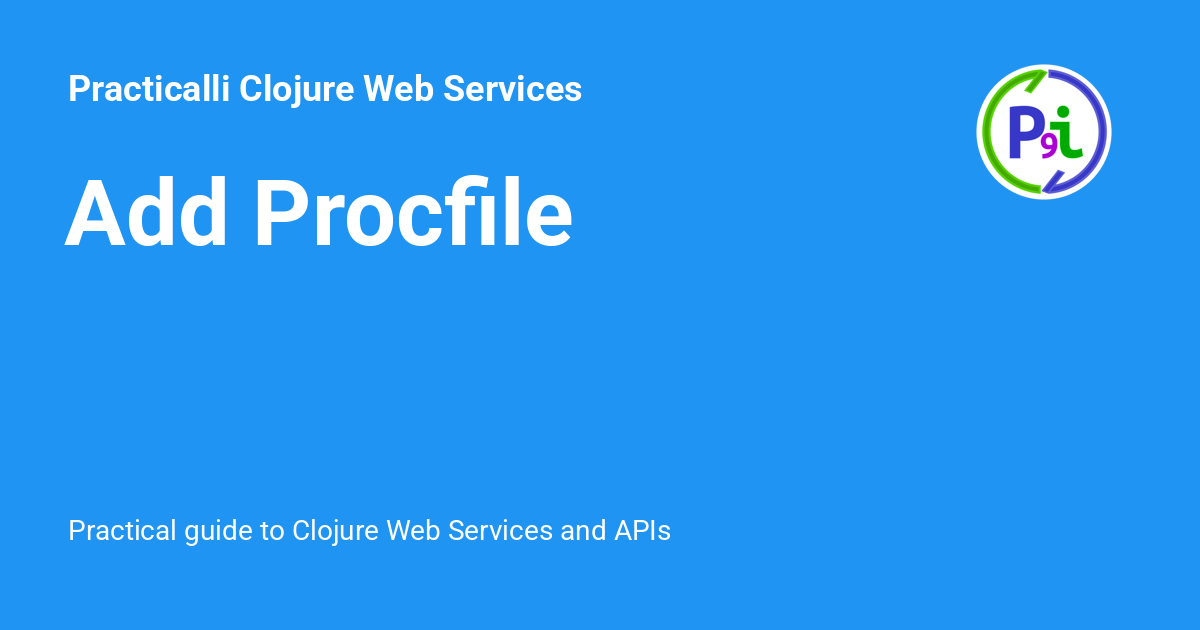 Practicalli Clojure Web Services
P9i
Add Procfile
Practical guide to Clojure Web Services and APIs